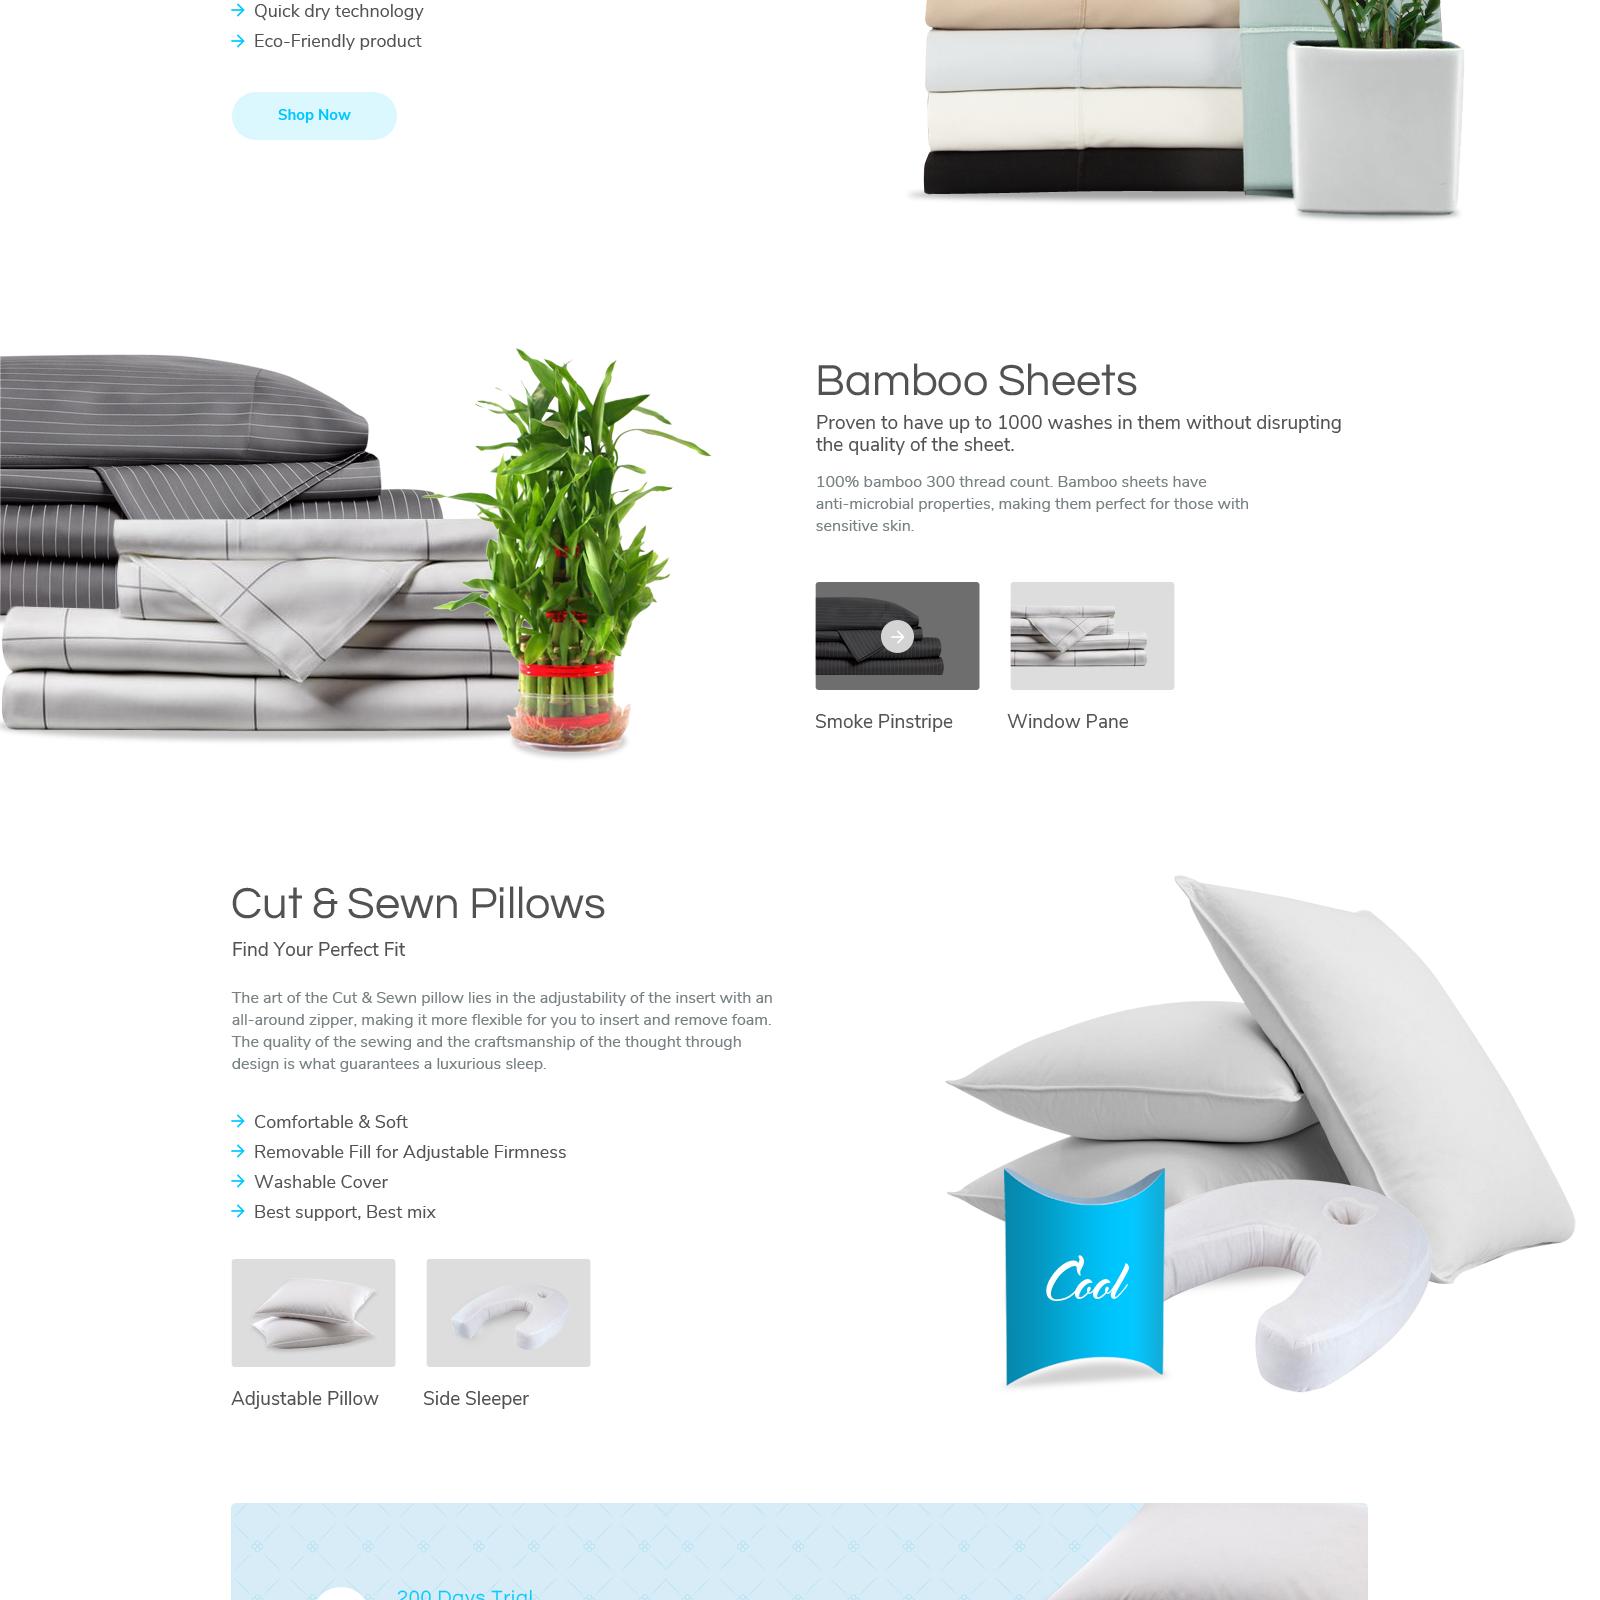 Quick dry technology
Eco-Friendly product
Shop Now
Bamboo Sheets
Proven to have up to 1000 washes in them without disrupting
the quality of the sheet.
100% bamboo 300 thread count. Bamboo sheets have
anti-microbial properties, making them perfect for those with
sensitive skin.
Smoke Pinstripe
Window Pane
Cut & Sewn Pillows
Find Your Perfect Fit
The art of the Cut & Sewn pillow lies in the adjustability of the insert with an
all-around zipper, making it more flexible for you to insert and remove foam.
The quality of the sewing and the craftsmanship of the thought through
design is what guarantees a luxurious sleep.
Comfortable & Soft
Removable Fill for Adjustable Firmness
Washable Cover
Best support, Best mix
Cool
Adjustable Pillow
Side Sleeper
200 Days Trial